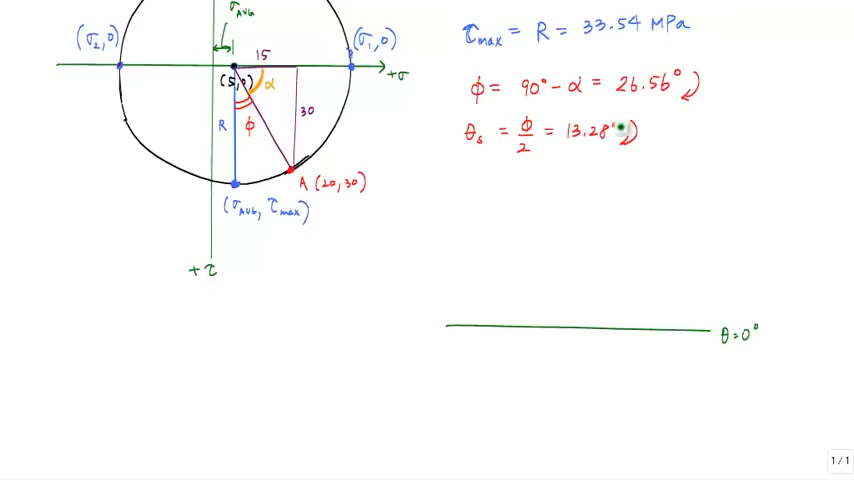 σAVG
(σ2,0)
(σ1,0)
15
+σ
(5,0)
α
30
R
φ
A (20,30)
(σAVG, τmax)
+τ
τmax = R = 33.54 MPa
φ = 90° - α = 26.56°
θs = φ/2 = 13.28°
θ=0°
1/1